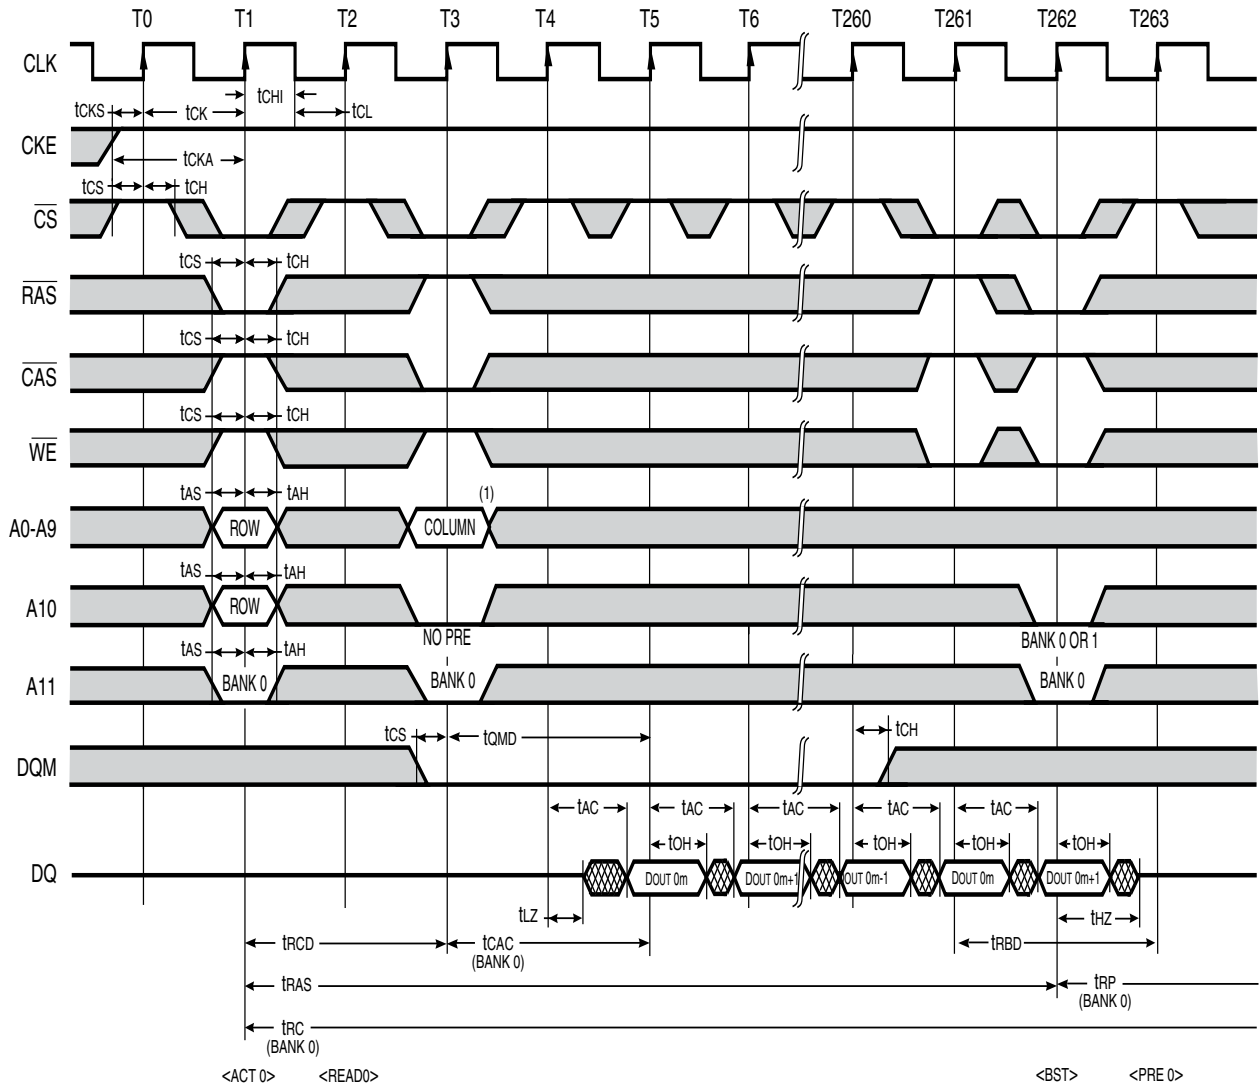 T0 T1 T2 T3 T4 T5 T6 T260 T261 T262 T263
CLK
tCHI
tCKS tCK tCL
CKE
tCKA
tCS tCH
CS
tCS tCH
RAS
tCS tCH
CAS
tCS tCH
WE
tAS tAH (1)
A0-A9 ROW COLUMN
tAS tAH
A10 ROW
NO PRE BANK 0 OR 1
tAS tAH
A11 BANK 0 BANK 0 BANK 0
tCS tQMD tCH
DQM
tAC tAC tAC tAC tAC
tOH tOH tOH tOH tOH
DQ DOUT 0m DOUT 0m+1 OUT 0m-1 DOUT 0m DOUT 0m+1
tLZ tHZ
tRCD tCAC tRBD
(BANK 0)
tRAS tRP
(BANK 0)
tRC
(BANK 0)
<ACT 0> <READ0> <BST> <PRE 0>